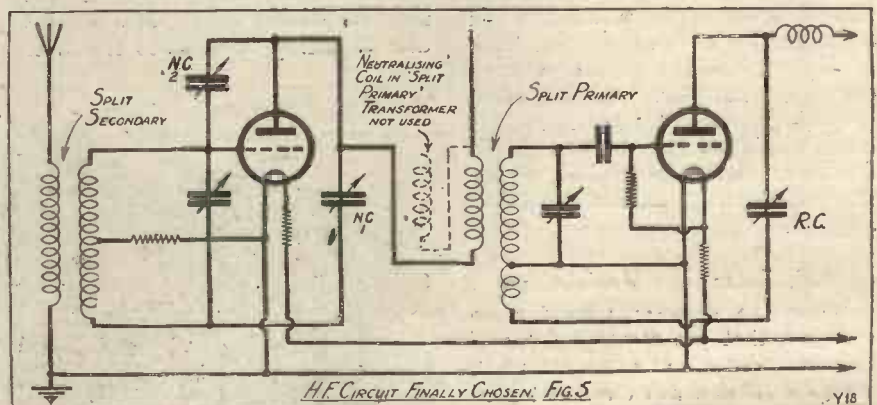 N.C.
2
SPLIT
SECONDARY
'NEUTRALISING'
COIL IN 'SPLIT
PRIMARY'
TRANSFORMER
NOT USED
SPLIT PRIMARY
N.C.
1
R.C.
H.F. CIRCUIT FINALLY CHOSEN. FIG. 5
Y18